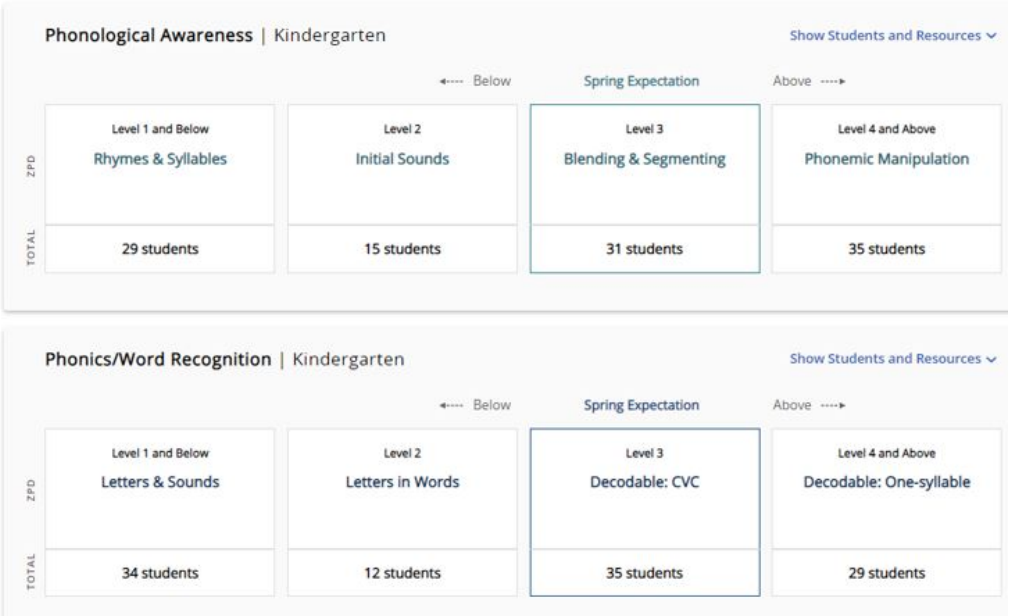 Phonological Awareness | Kindergarten
Show Students and Resources
Below
Spring Expectation
Above
ZPD
Level 1 and Below
Rhymes & Syllables
Level 2
Initial Sounds
Level 3
Blending & Segmenting
Level 4 and Above
Phonemic Manipulation
TOTAL
29 students
15 students
31 students
35 students
Phonics/Word Recognition | Kindergarten
Show Students and Resources
Below
Spring Expectation
Above
ZPD
Level 1 and Below
Letters & Sounds
Level 2
Letters in Words
Level 3
Decodable: CVC
Level 4 and Above
Decodable: One-syllable
TOTAL
34 students
12 students
35 students
29 students